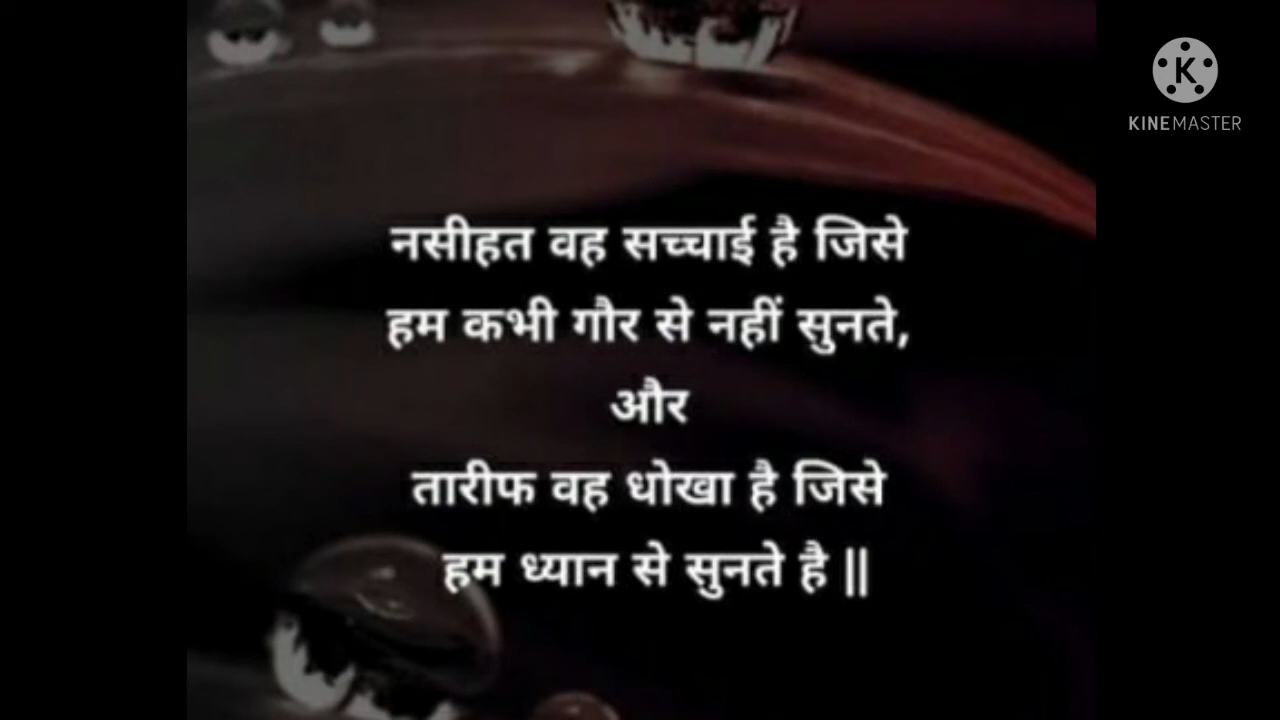 नसीहत वह सच्चाई है जिसे
हम कभी गौर से नहीं सुनते,
और
तारीफ वह धोखा है जिसे
हम ध्यान से सुनते है ||
K
KINEMASTER